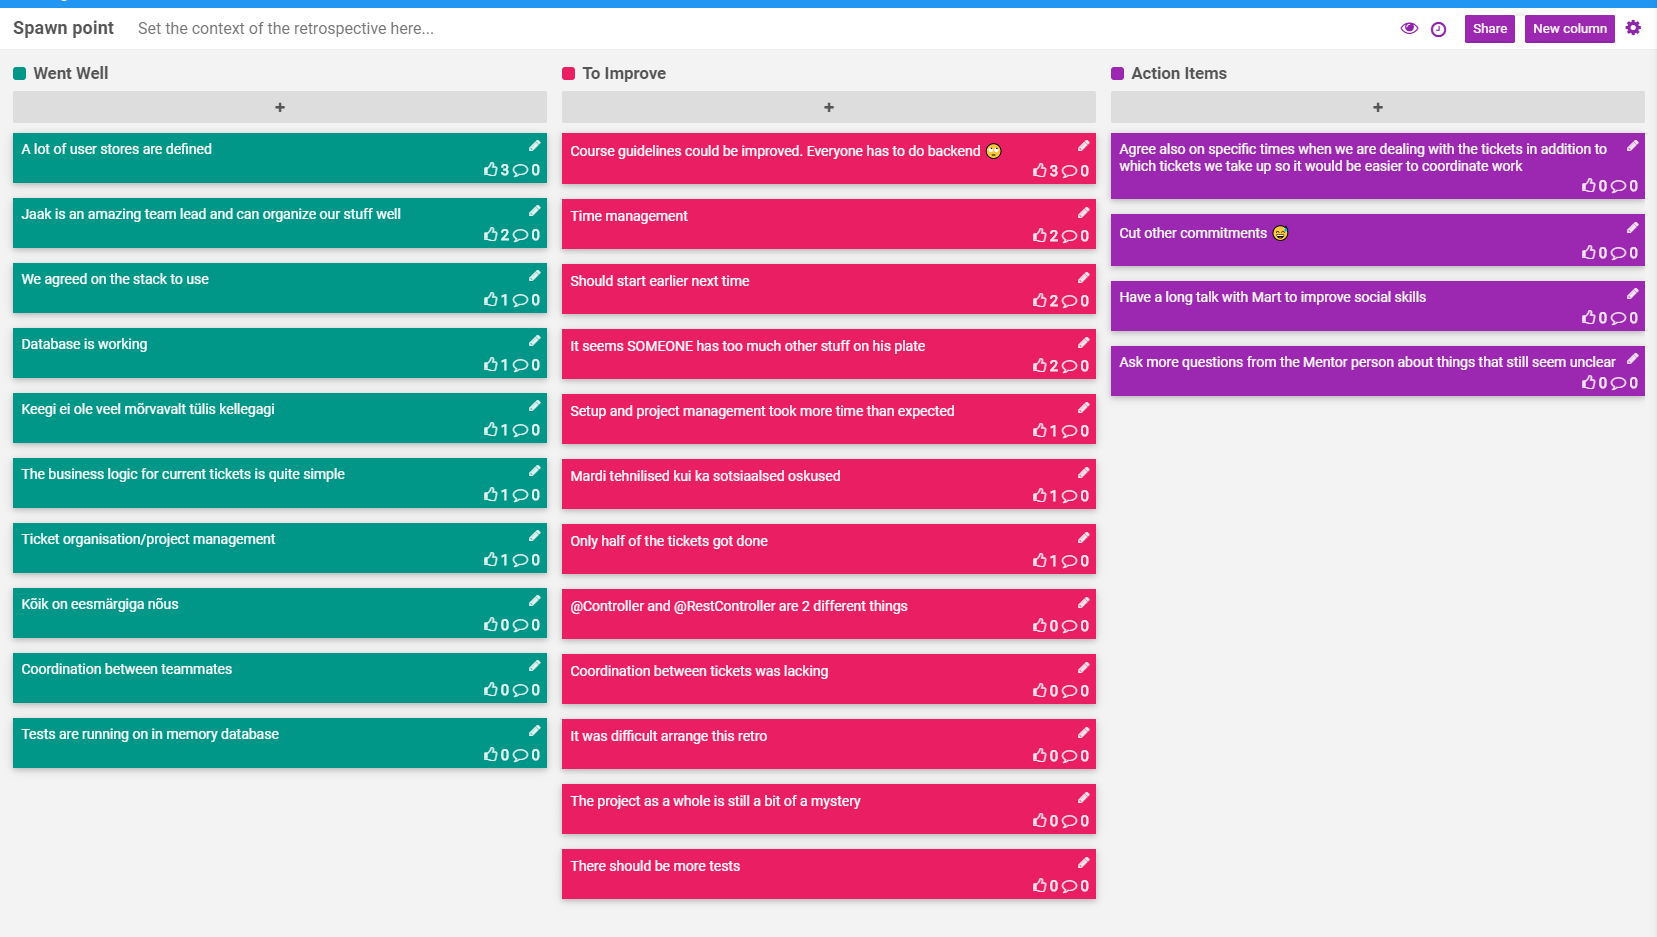 Spawn point
Set the context of the retrospective here...
Share
New column
Went Well
+
A lot of user stores are defined
3 0
Jaak is an amazing team lead and can organize our stuff well
2 0
We agreed on the stack to use
1 0
Database is working
1 0
Keegi ei ole veel mõrvavalt tülis kellegagi
1 0
The business logic for current tickets is quite simple
1 0
Ticket organisation/project management
1 0
Kõik on eesmärgiga nõus
0 0
Coordination between teammates
0 0
Tests are running on in memory database
0 0
To Improve
+
Course guidelines could be improved. Everyone has to do backend 🙄
3 0
Time management
2 0
Should start earlier next time
2 0
It seems SOMEONE has too much other stuff on his plate
2 0
Setup and project management took more time than expected
1 0
Mardi tehnilised kui ka sotsiaalsed oskused
1 0
Only half of the tickets got done
1 0
@Controller and @RestController are 2 different things
0 0
Coordination between tickets was lacking
0 0
It was difficult arrange this retro
0 0
The project as a whole is still a bit of a mystery
0 0
There should be more tests
0 0
Action Items
+
Agree also on specific times when we are dealing with the tickets in addition to
which tickets we take up so it would be easier to coordinate work
0 0
Cut other commitments 😅
0 0
Have a long talk with Mart to improve social skills
0 0
Ask more questions from the Mentor person about things that still seem unclear
0 0